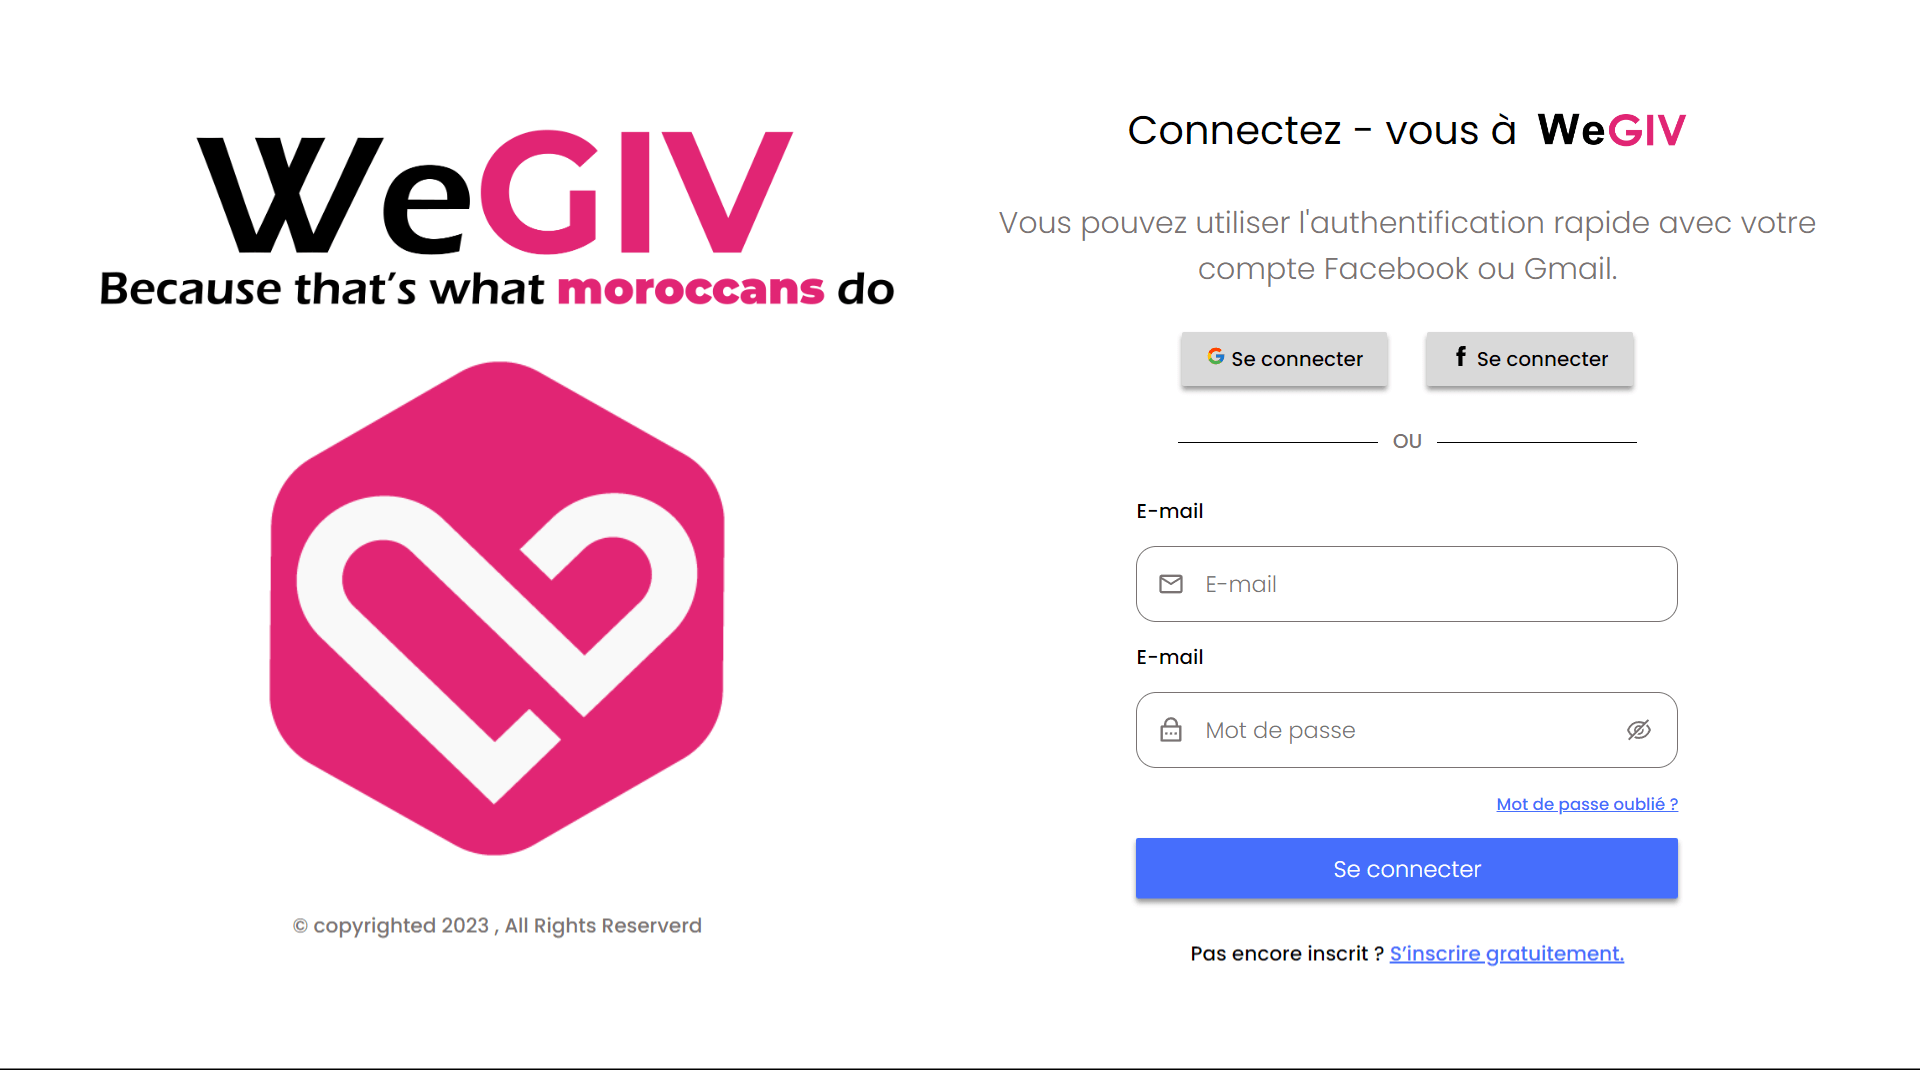 WeGIV
Because that's what moroccans do
© copyrighted 2023 , All Rights Reserverd
Connectez - vous à WeGIV
Vous pouvez utiliser l'authentification rapide avec votre
compte Facebook ou Gmail.
G Se connecter
f Se connecter
OU
E-mail
E-mail
E-mail
Mot de passe
Mot de passe oublié ?
Se connecter
Pas encore inscrit ? S’inscrire gratuitement.